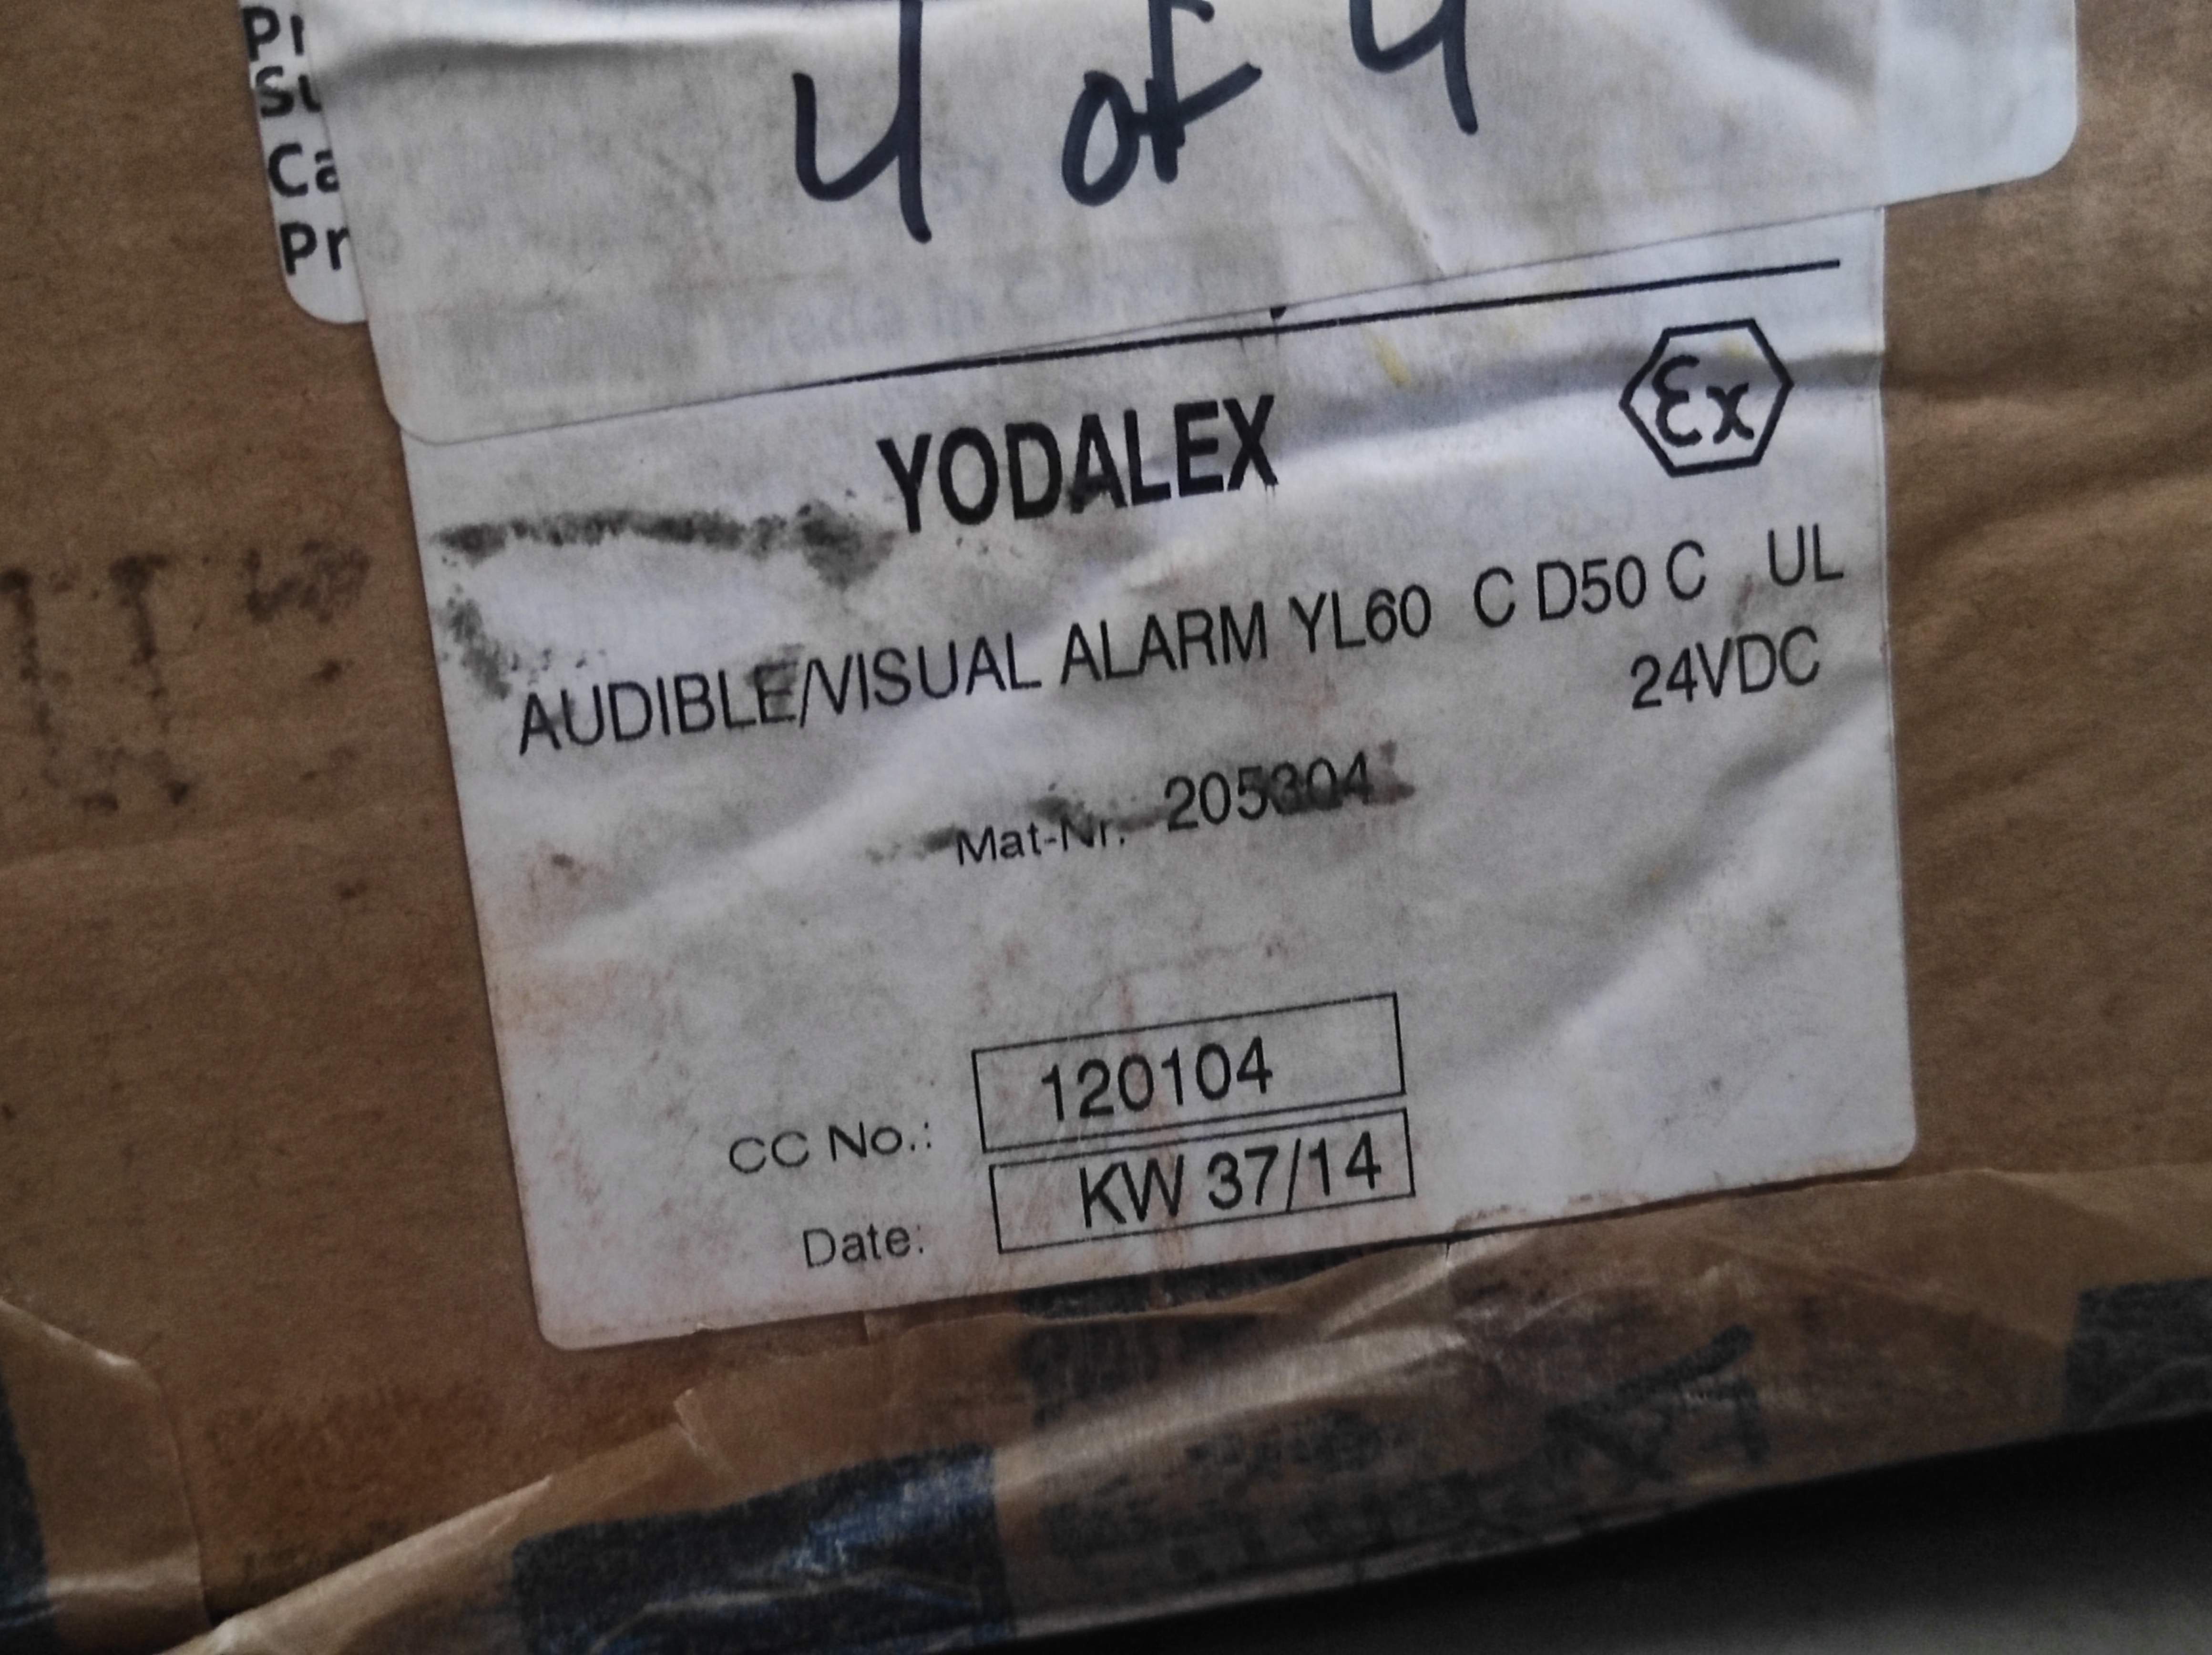 4 of 4
YODALEX
Ex
AUDIBLE/VISUAL ALARM YL60 C D50 C UL
24VDC
Mat-Nr. 205304
CC No.: 120104
Date: KW 37/14